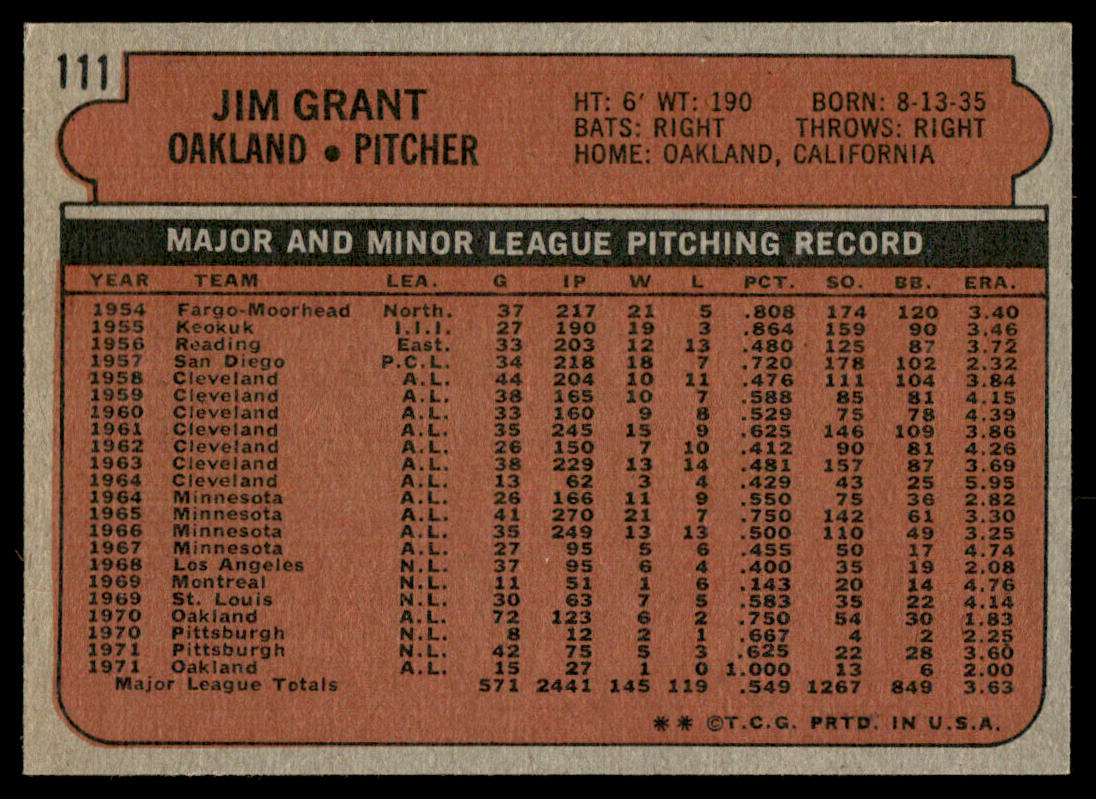 111
JIM GRANT
OAKLAND • PITCHER
HT: 6' WT: 190 BORN: 8-13-35
BATS: RIGHT THROWS: RIGHT
HOME: OAKLAND, CALIFORNIA
MAJOR AND MINOR LEAGUE PITCHING RECORD
YEAR TEAM LEA. G IP W L PCT. SO. BB. ERA.
1954 Fargo-Moorhead North. 37 217 21 5 .808 174 120 3.40
1955 Keokuk I.I.I. 27 190 19 3 .864 159 90 3.46
1956 Reading East. 33 203 12 13 .480 125 87 3.72
1957 San Diego P.C.L. 34 218 18 7 .720 178 102 2.32
1958 Cleveland A.L. 44 204 10 11 .476 111 104 3.84
1959 Cleveland A.L. 38 165 10 7 .588 85 81 4.15
1960 Cleveland A.L. 33 160 9 8 .529 75 78 4.39
1961 Cleveland A.L. 35 245 15 9 .625 146 109 3.86
1962 Cleveland A.L. 26 150 7 10 .412 90 81 4.26
1963 Cleveland A.L. 38 229 13 14 .481 157 87 3.69
1964 Cleveland A.L. 13 62 3 4 .429 43 25 5.95
1964 Minnesota A.L. 26 166 11 9 .550 75 36 2.82
1965 Minnesota A.L. 41 270 21 7 .750 142 61 3.30
1966 Minnesota A.L. 35 249 13 13 .500 110 49 3.25
1967 Minnesota A.L. 27 95 5 6 .455 50 17 4.74
1968 Los Angeles N.L. 37 95 6 4 .400 35 19 2.08
1969 Montreal N.L. 11 51 1 6 .143 20 14 4.76
1969 St. Louis N.L. 30 63 7 5 .583 35 22 4.14
1970 Oakland A.L. 72 123 6 2 .750 54 30 1.83
1970 Pittsburgh N.L. 8 12 2 1 .667 4 2 2.25
1971 Pittsburgh N.L. 42 75 5 3 .625 22 28 3.60
1971 Oakland A.L. 15 27 1 0 1.000 13 6 2.00
Major League Totals 571 2441 145 119 .549 1267 849 3.63
** ©T.C.G. PRTD. IN U.S.A.